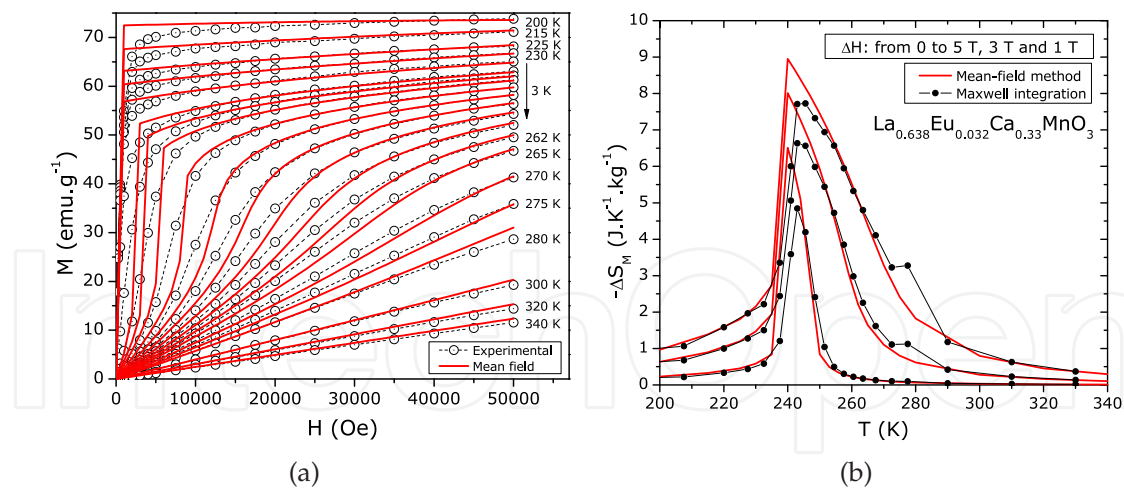 70
60
50
40
30
20
10
0
M (emu.g⁻¹)
0
10000
20000
30000
40000
50000
H (Oe)
200 K
215 K
225 K
230 K
3 K
262 K
265 K
270 K
275 K
280 K
300 K
320 K
340 K
Experimental
Mean field
(a)
10
9
8
7
6
5
4
3
2
1
0
-ΔS_M (J.K⁻¹.kg⁻¹)
ΔH: from 0 to 5 T, 3 T and 1 T
Mean-field method
Maxwell integration
La₀.₆₃₈Eu₀.₀₃₂Ca₀.₃₃MnO₃
200
220
240
260
280
300
320
340
T (K)
(b)
InTechOpen